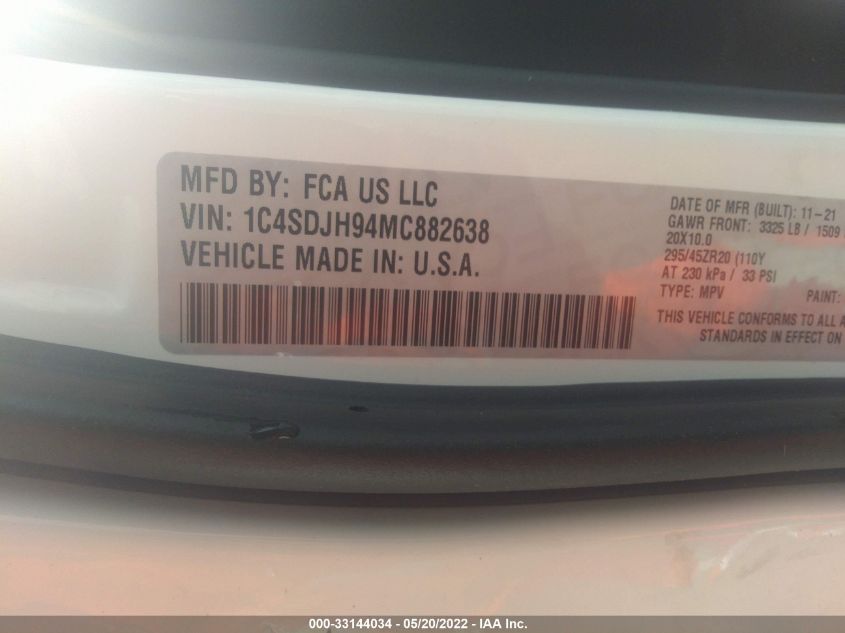 MFD BY: FCA US LLC
VIN: 1C4SDJH94MC882638
VEHICLE MADE IN: U.S.A.
DATE OF MFR (BUILT): 11-21
GAWR FRONT: 3325 LB / 1509
20X10.0
295/45ZR20 (110Y
AT 230 kPa / 33 PSI
TYPE: MPV PAINT:
THIS VEHICLE CONFORMS TO ALL A
STANDARDS IN EFFECT ON
000-33144034 - 05/20/2022 - IAA Inc.